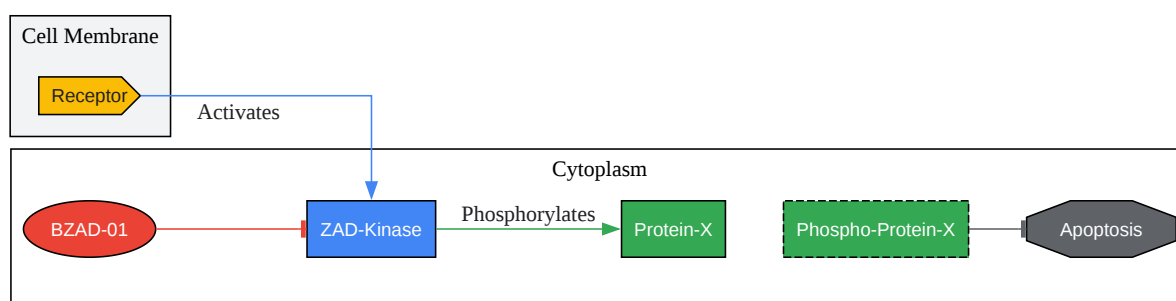 Cell Membrane
Receptor
Activates
Cytoplasm
BZAD-01
ZAD-Kinase
Phosphorylates
Protein-X
Phospho-Protein-X
Apoptosis